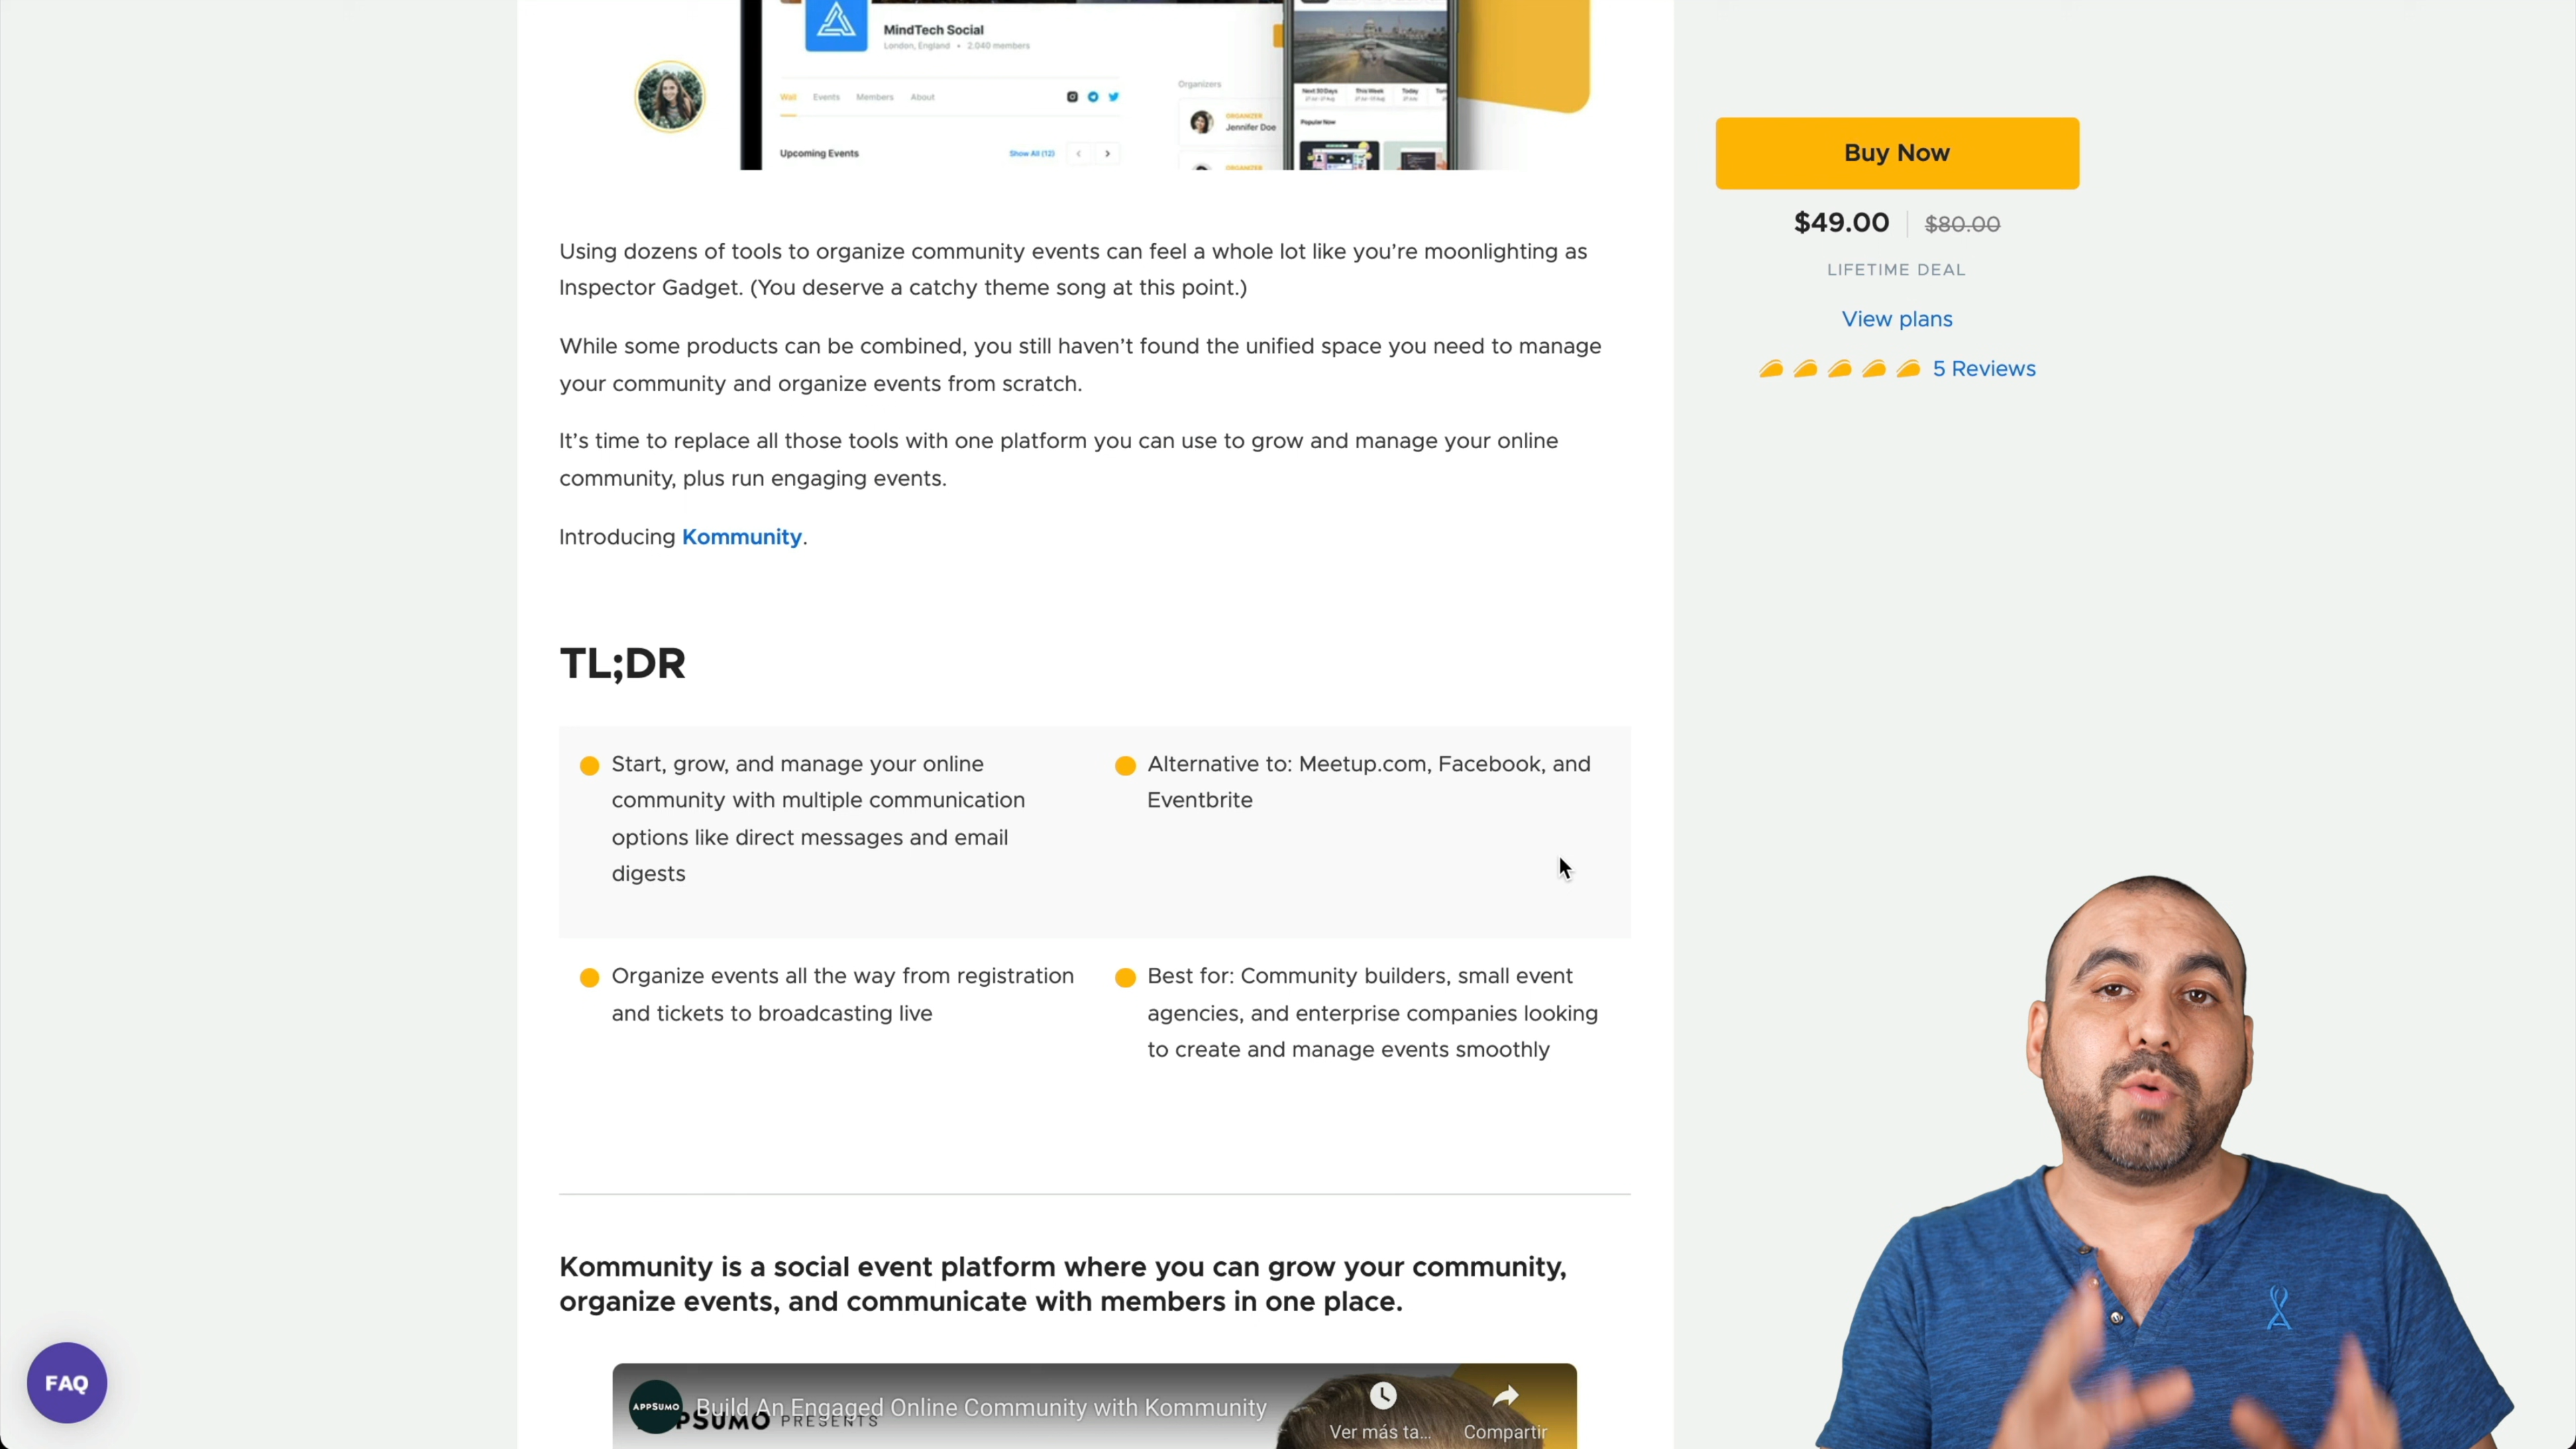 MindTech Social
London, England • 2.040 members
Wall Events Members About
Organizers
ORGANIZER
Jennifer Doe
ORGANIZER
Upcoming Events
Show All (12)
Next 30 Days This Week Today
Popular Now
Buy Now
$49.00 $80.00
LIFETIME DEAL
View plans
5 Reviews
Using dozens of tools to organize community events can feel a whole lot like you're moonlighting as
Inspector Gadget. (You deserve a catchy theme song at this point.)
While some products can be combined, you still haven't found the unified space you need to manage
your community and organize events from scratch.
It's time to replace all those tools with one platform you can use to grow and manage your online
community, plus run engaging events.
Introducing Kommunity.
TL;DR
Start, grow, and manage your online
community with multiple communication
options like direct messages and email
digests
Alternative to: Meetup.com, Facebook, and
Eventbrite
Organize events all the way from registration
and tickets to broadcasting live
Best for: Community builders, small event
agencies, and enterprise companies looking
to create and manage events smoothly
Kommunity is a social event platform where you can grow your community,
organize events, and communicate with members in one place.
APPSUMO
Build An Engaged Online Community with Kommunity
PRESENTS
Ver más ta...
Compartir
FAQ